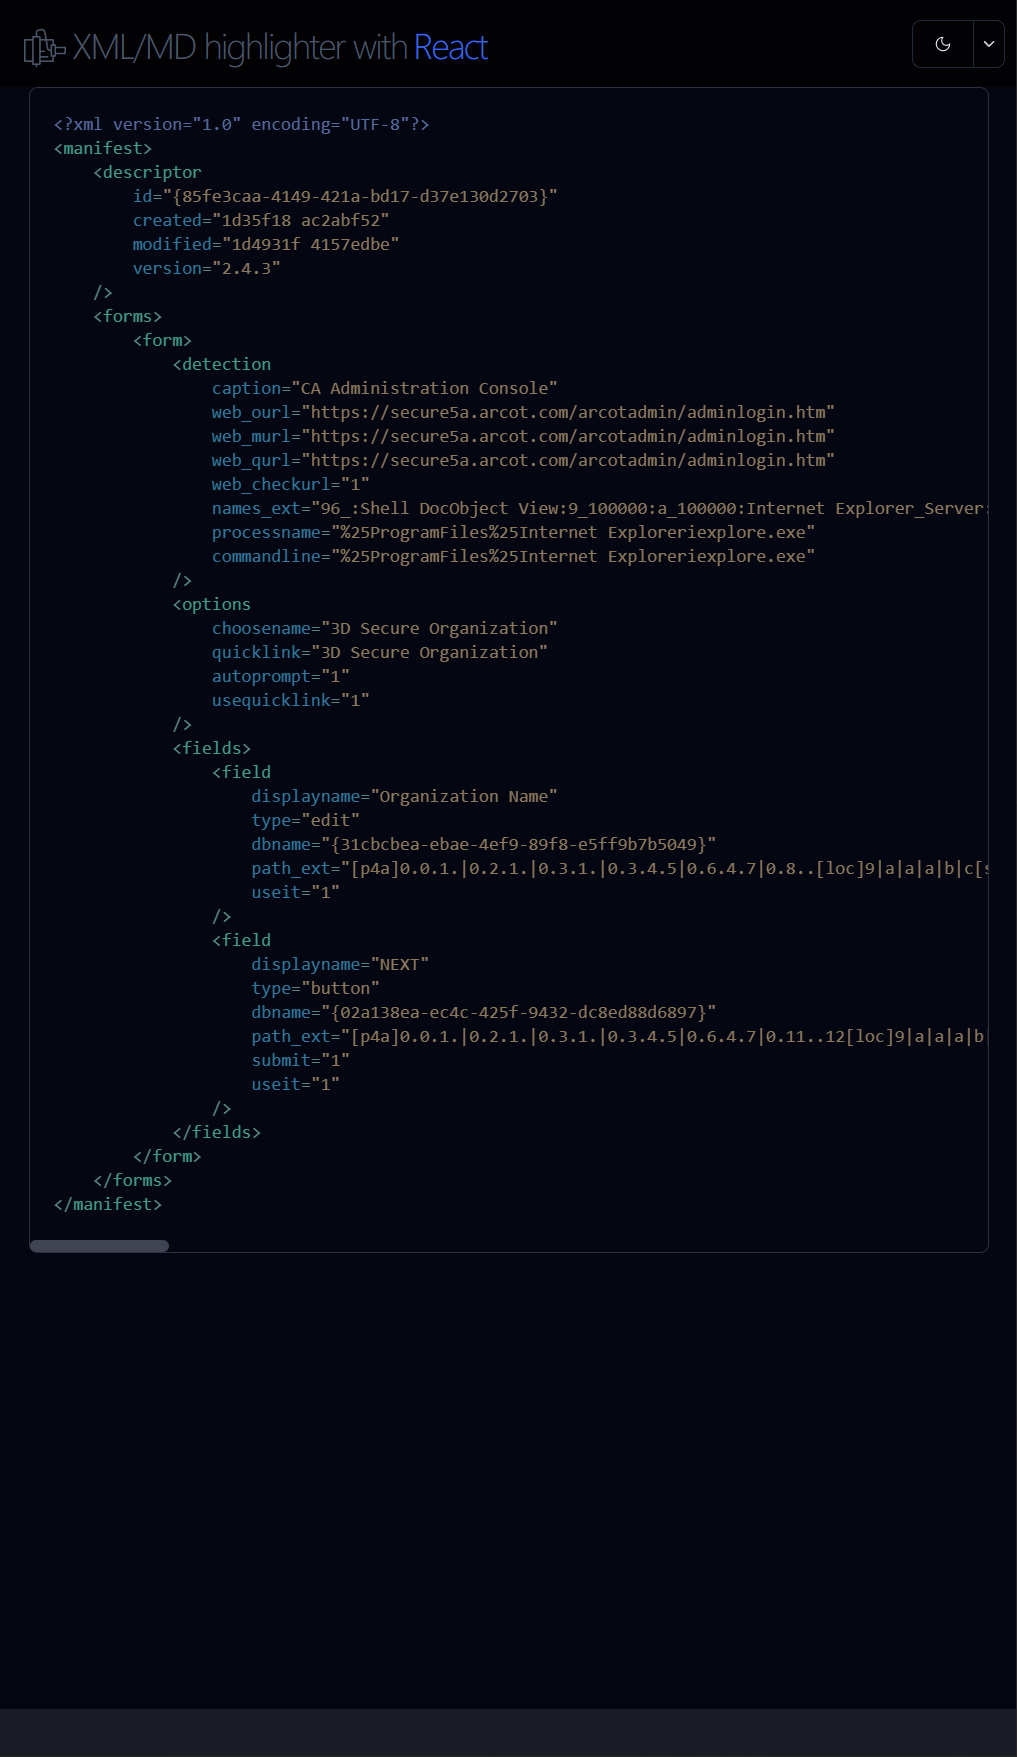 XML/MD highlighter with React
<?xml version="1.0" encoding="UTF-8"?>
<manifest>
<descriptor
id="{85fe3caa-4149-421a-bd17-d37e130d2703}"
created="1d35f18 ac2abf52"
modified="1d4931f 4157edbe"
version="2.4.3"
/>
<forms>
<form>
<detection
caption="CA Administration Console"
web_ourl="https://secure5a.arcot.com/arcotadmin/adminlogin.htm"
web_murl="https://secure5a.arcot.com/arcotadmin/adminlogin.htm"
web_qurl="https://secure5a.arcot.com/arcotadmin/adminlogin.htm"
web_checkurl="1"
names_ext="96_:Shell DocObject View:9_100000:a_100000:Internet Explorer_Server:
processname="%25ProgramFiles%25Internet Exploreriexplore.exe"
commandline="%25ProgramFiles%25Internet Exploreriexplore.exe"
/>
<options
choosename="3D Secure Organization"
quicklink="3D Secure Organization"
autoprompt="1"
usequicklink="1"
/>
<fields>
<field
displayname="Organization Name"
type="edit"
dbname="{31cbcbea-ebae-4ef9-89f8-e5ff9b7b5049}"
path_ext="[p4a]0.0.1.|0.2.1.|0.3.1.|0.3.4.5|0.6.4.7|0.8..[loc]9|a|a|a|b|c[s
useit="1"
/>
<field
displayname="NEXT"
type="button"
dbname="{02a138ea-ec4c-425f-9432-dc8ed88d6897}"
path_ext="[p4a]0.0.1.|0.2.1.|0.3.1.|0.3.4.5|0.6.4.7|0.11..12[loc]9|a|a|a|b|
submit="1"
useit="1"
/>
</fields>
</form>
</forms>
</manifest>